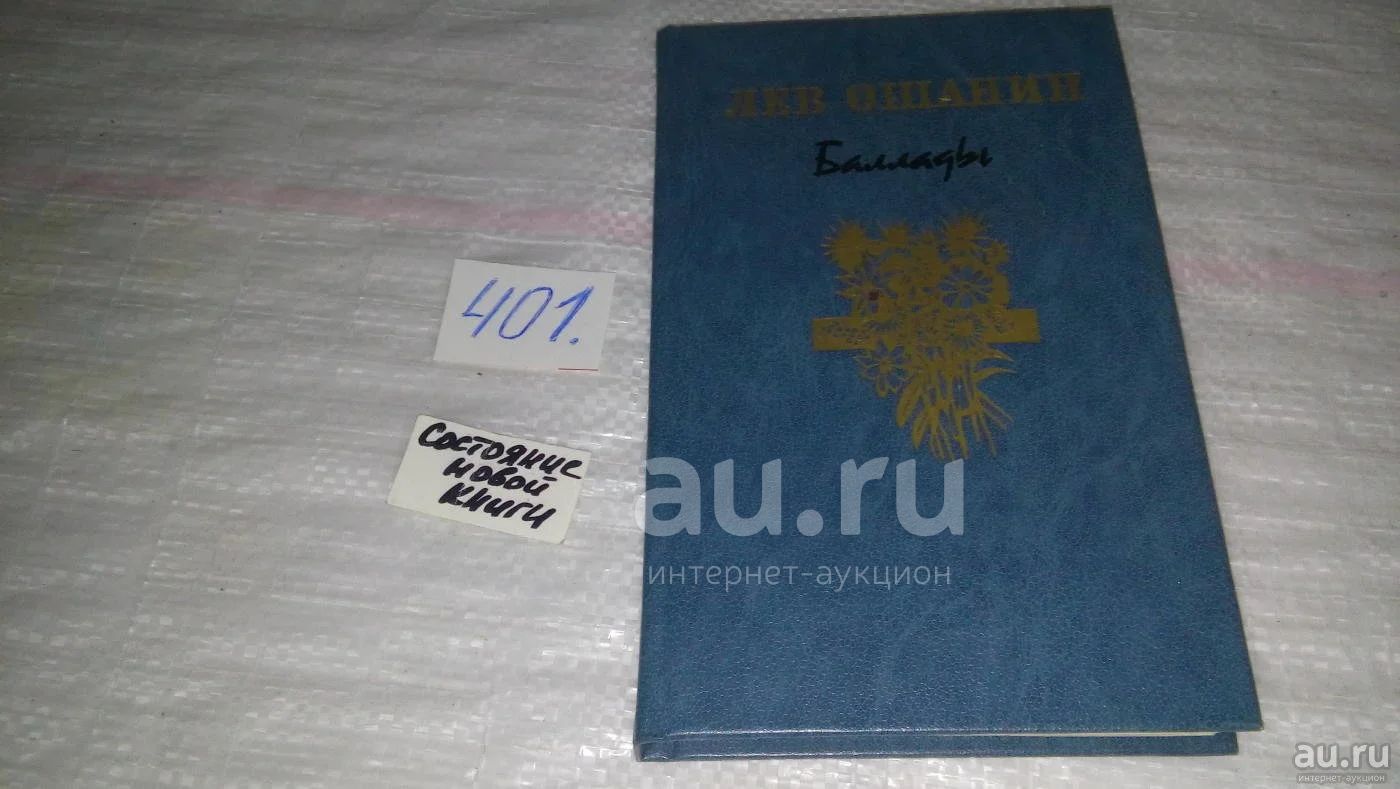 ЛЕВ ОШАНИН
Баллады
401.
Состояние
новой
книги
au.ru
интернет-аукцион
au.ru
интернет-аукцион